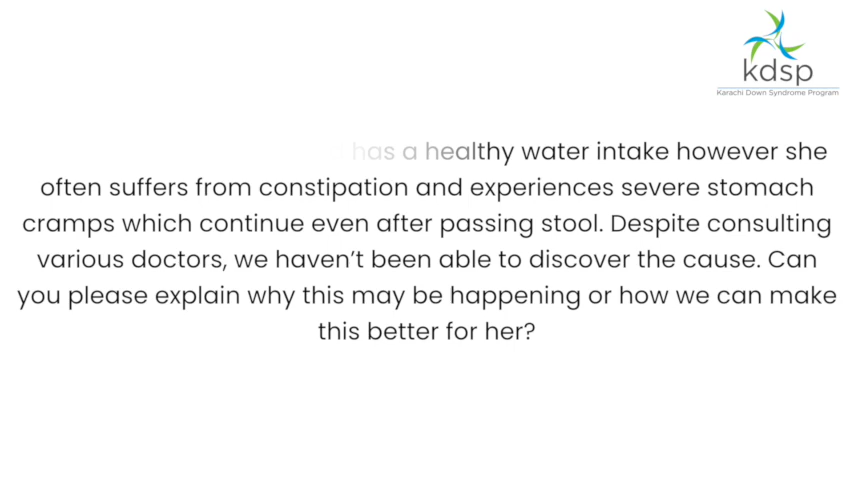 kdsp
Karachi Down Syndrome Program
has a healthy water intake however she
often suffers from constipation and experiences severe stomach
cramps which continue even after passing stool. Despite consulting
various doctors, we haven't been able to discover the cause. Can
you please explain why this may be happening or how we can make
this better for her?